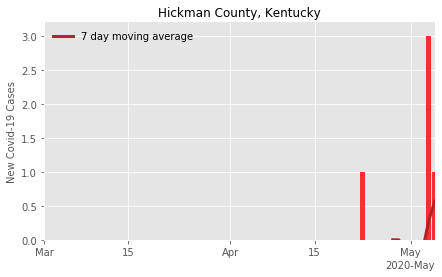 Hickman County, Kentucky
7 day moving average
New Covid-19 Cases
3.0
2.5
2.0
1.5
1.0
0.5
0.0
Mar
15
Apr
15
May
2020-May